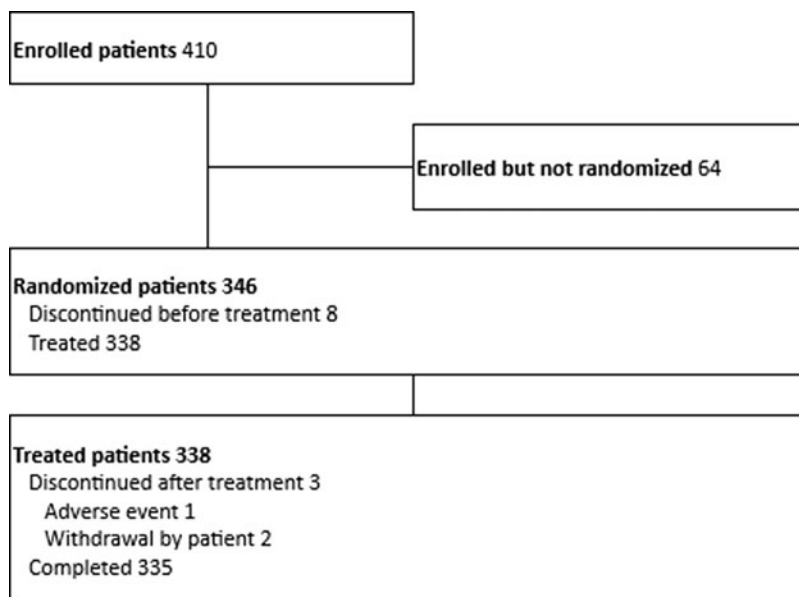 Enrolled patients 410
Enrolled but not randomized 64
Randomized patients 346
Discontinued before treatment 8
Treated 338
Treated patients 338
Discontinued after treatment 3
Adverse event 1
Withdrawal by patient 2
Completed 335